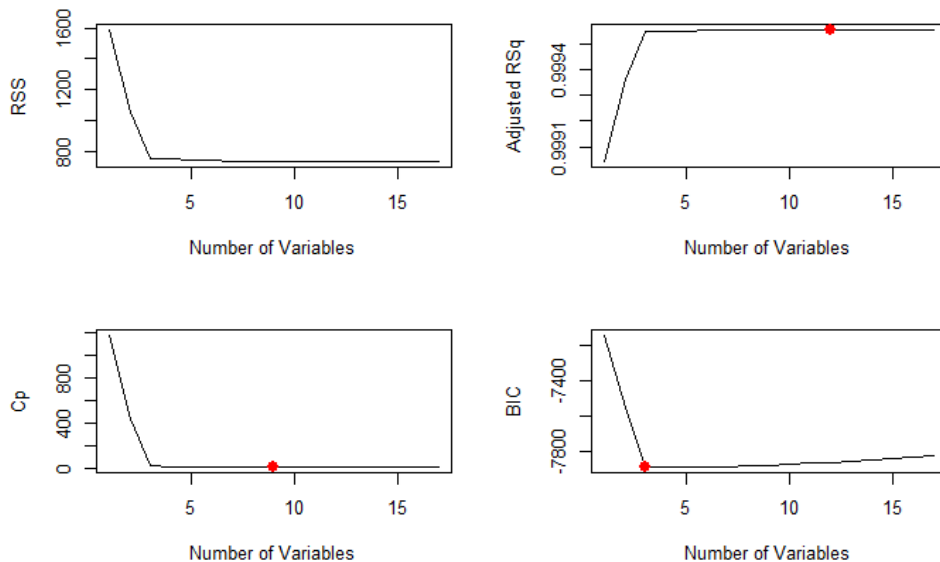 RSS
800
1200
1600
5
10
15
Number of Variables
Adjusted RSq
0.9991
0.9994
5
10
15
Number of Variables
Cp
0
400
800
5
10
15
Number of Variables
BIC
-7800
-7400
5
10
15
Number of Variables